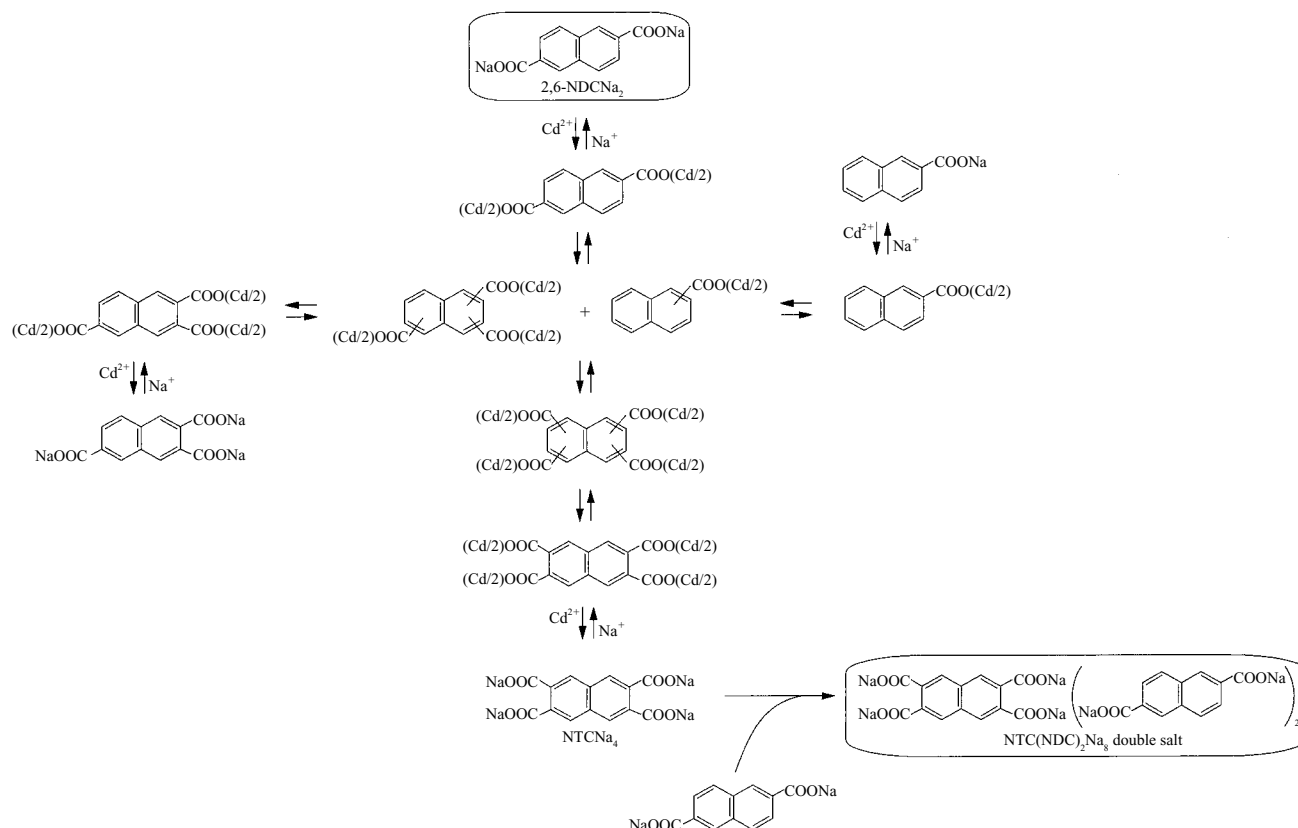 COONa
NaOOC
2,6-NDCNa₂
Cd²⁺ Na⁺
COO(Cd/2)
(Cd/2)OOC
COONa
Cd²⁺ Na⁺
COO(Cd/2)
(Cd/2)OOC COO(Cd/2)
COO(Cd/2)
(Cd/2)OOC COO(Cd/2)
+
COO(Cd/2)
COO(Cd/2)
Cd²⁺ Na⁺
COONa
NaOOC COONa
(Cd/2)OOC COO(Cd/2)
(Cd/2)OOC COO(Cd/2)
(Cd/2)OOC COO(Cd/2)
(Cd/2)OOC COO(Cd/2)
Cd²⁺ Na⁺
NaOOC COONa
NaOOC COONa
NTCNa₄
NaOOC COONa
NaOOC COONa
( COONa
NaOOC )₂
NTC(NDC)₂Na₈ double salt
COONa
NaOOC